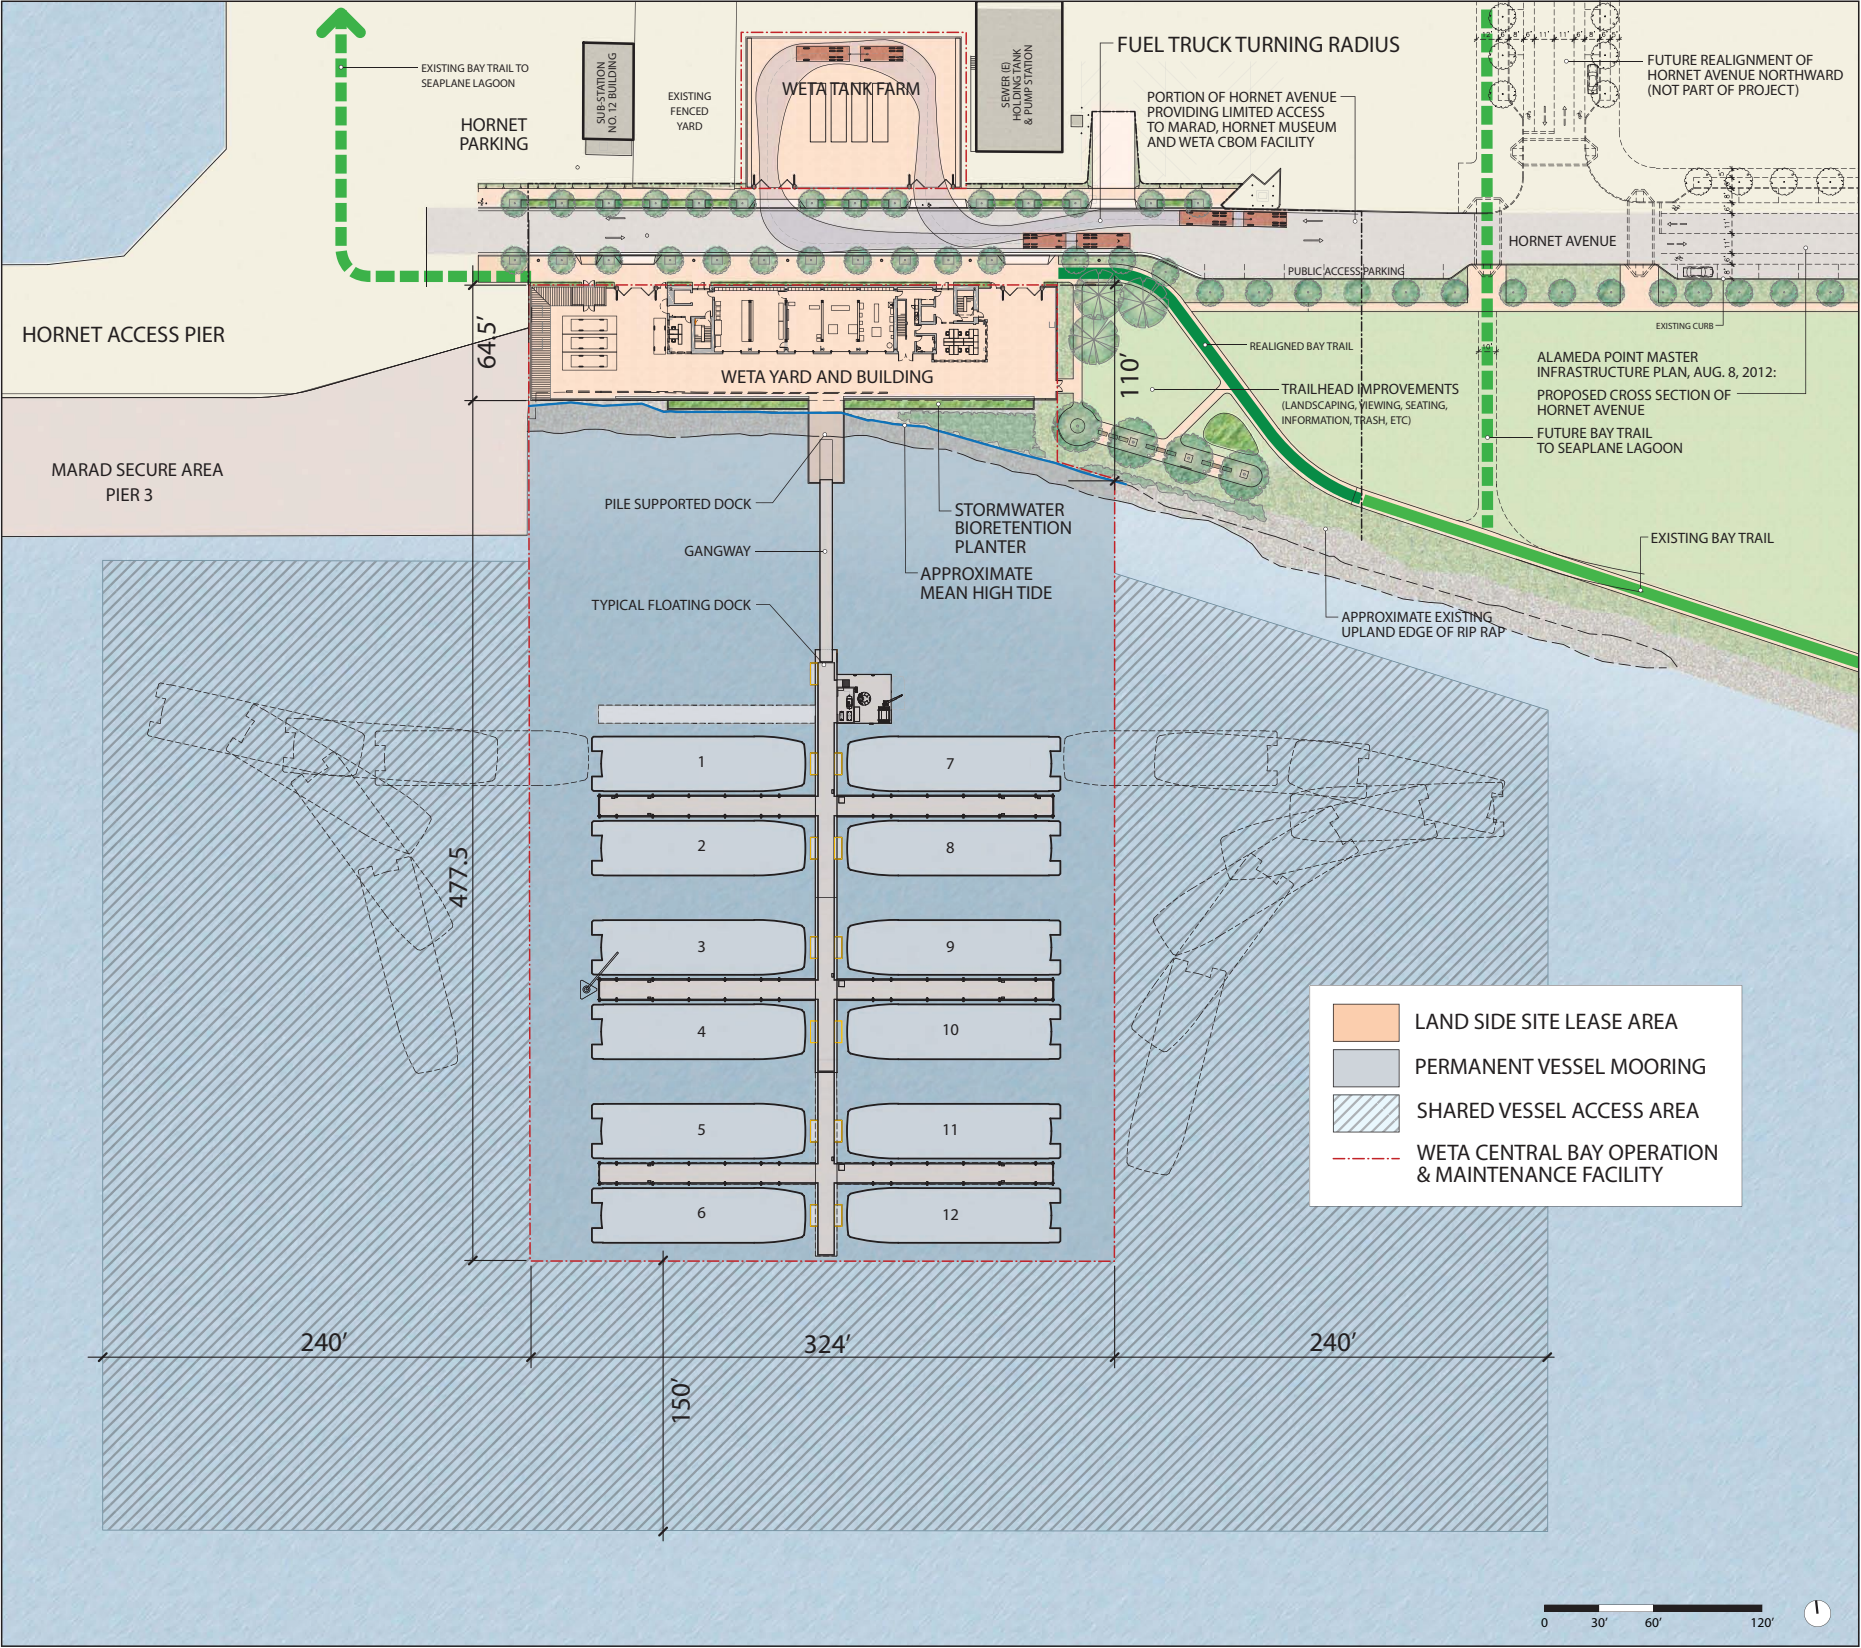 EXISTING BAY TRAIL TO
SEAPLANE LAGOON
HORNET
PARKING
SUB-STATION
NO. 12 BUILDING
EXISTING
FENCED
YARD
WETA TANK FARM
SEWER (E)
HOLDING TANK
& PUMP STATION
FUEL TRUCK TURNING RADIUS
PORTION OF HORNET AVENUE
PROVIDING LIMITED ACCESS
TO MARAD, HORNET MUSEUM
AND WETA CBOM FACILITY
FUTURE REALIGNMENT OF
HORNET AVENUE NORTHWARD
(NOT PART OF PROJECT)
HORNET AVENUE
PUBLIC ACCESS PARKING
EXISTING CURB
HORNET ACCESS PIER
64.5'
WETA YARD AND BUILDING
110'
REALIGNED BAY TRAIL
TRAILHEAD IMPROVEMENTS
(LANDSCAPING, VIEWING, SEATING,
INFORMATION, TRASH, ETC)
ALAMEDA POINT MASTER
INFRASTRUCTURE PLAN, AUG. 8, 2012:
PROPOSED CROSS SECTION OF
HORNET AVENUE
FUTURE BAY TRAIL
TO SEAPLANE LAGOON
MARAD SECURE AREA
PIER 3
PILE SUPPORTED DOCK
GANGWAY
TYPICAL FLOATING DOCK
STORMWATER
BIORETENTION
PLANTER
APPROXIMATE
MEAN HIGH TIDE
EXISTING BAY TRAIL
APPROXIMATE EXISTING
UPLAND EDGE OF RIP RAP
477.5
1
7
2
8
3
9
4
10
5
11
6
12
LAND SIDE SITE LEASE AREA
PERMANENT VESSEL MOORING
SHARED VESSEL ACCESS AREA
WETA CENTRAL BAY OPERATION
& MAINTENANCE FACILITY
240'
324'
240'
150'
0 30' 60' 120'